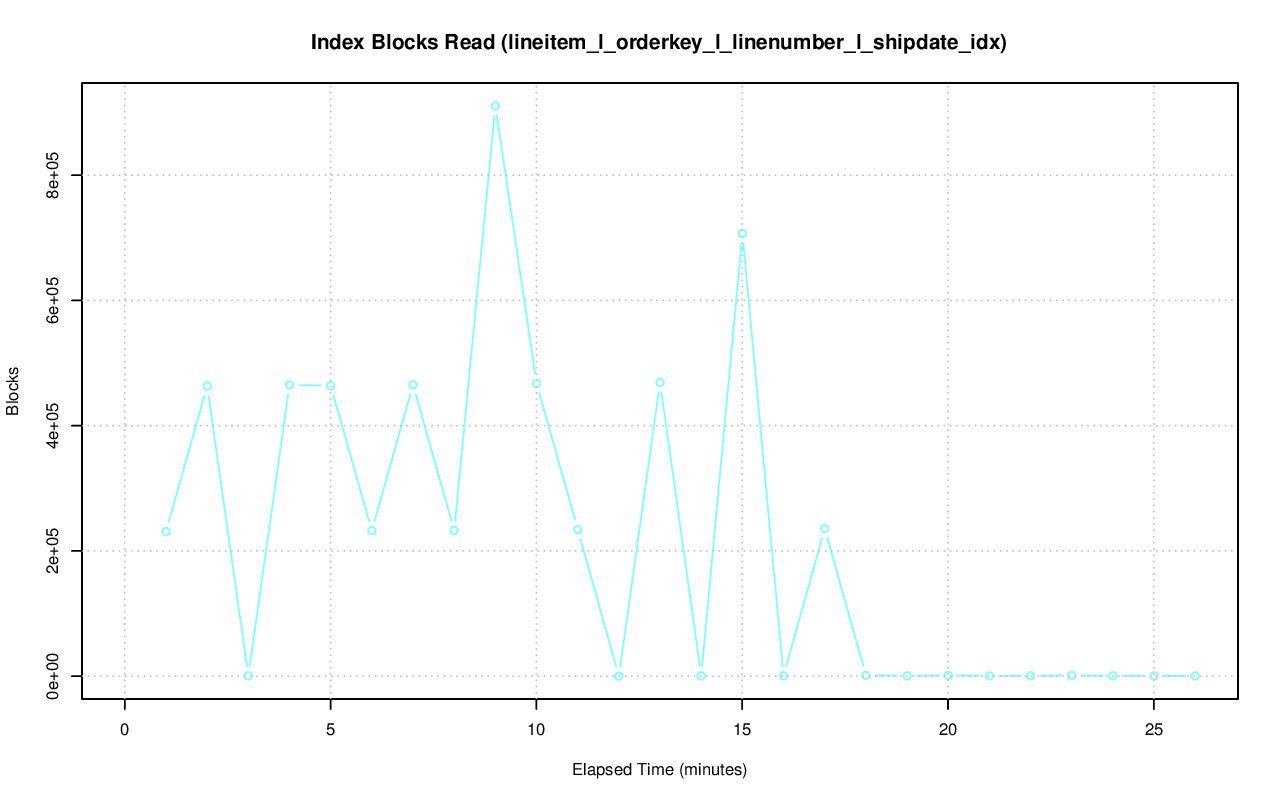 Index Blocks Read (lineitem_l_orderkey_l_linenumber_l_shipdate_idx)
Blocks
8e+05
6e+05
4e+05
2e+05
0e+00
0 5 10 15 20 25
Elapsed Time (minutes)